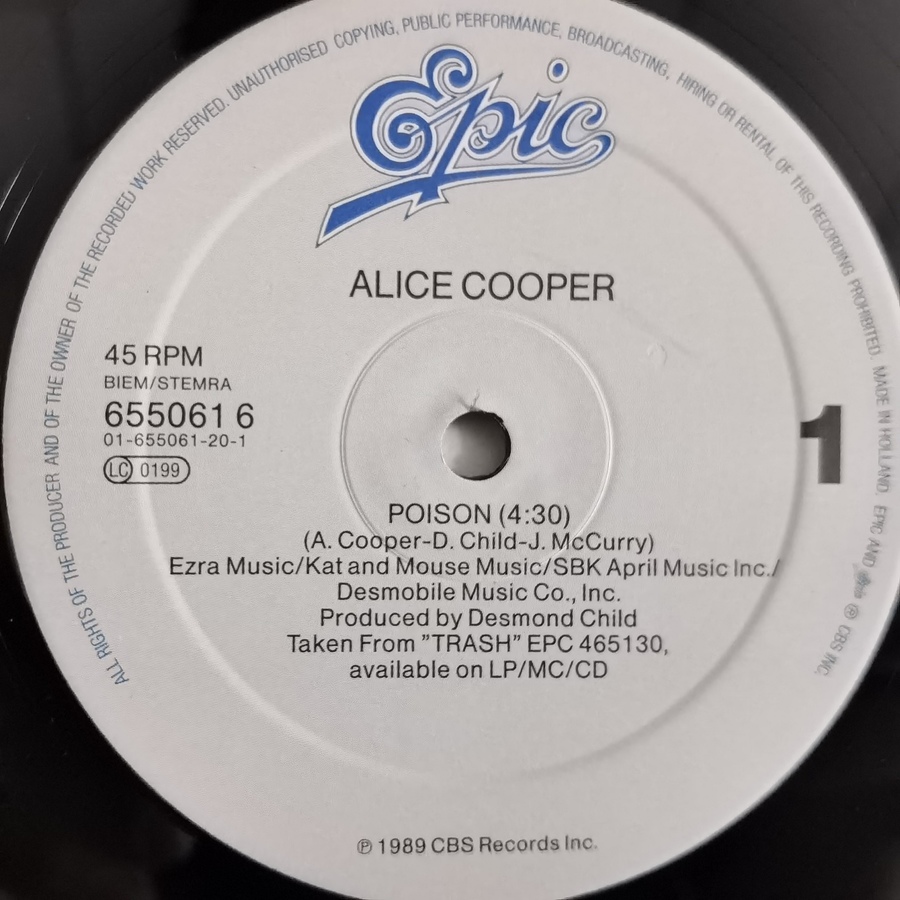 ALL RIGHTS OF THE PRODUCER AND OF THE OWNER OF THE RECORDED WORK RESERVED. UNAUTHORISED COPYING, PUBLIC PERFORMANCE, BROADCASTING, HIRING OR RENTAL OF THIS RECORDING PROHIBITED. MADE IN HOLLAND. EPIC AND ℗ CBS INC.
Epic
ALICE COOPER
45 RPM
BIEM/STEMRA
655061 6
01-655061-20-1
LC 0199
1
POISON (4:30)
(A. Cooper-D. Child-J. McCurry)
Ezra Music/Kat and Mouse Music/SBK April Music Inc./
Desmobile Music Co., Inc.
Produced by Desmond Child
Taken From ”TRASH” EPC 465130,
available on LP/MC/CD
℗ 1989 CBS Records Inc.